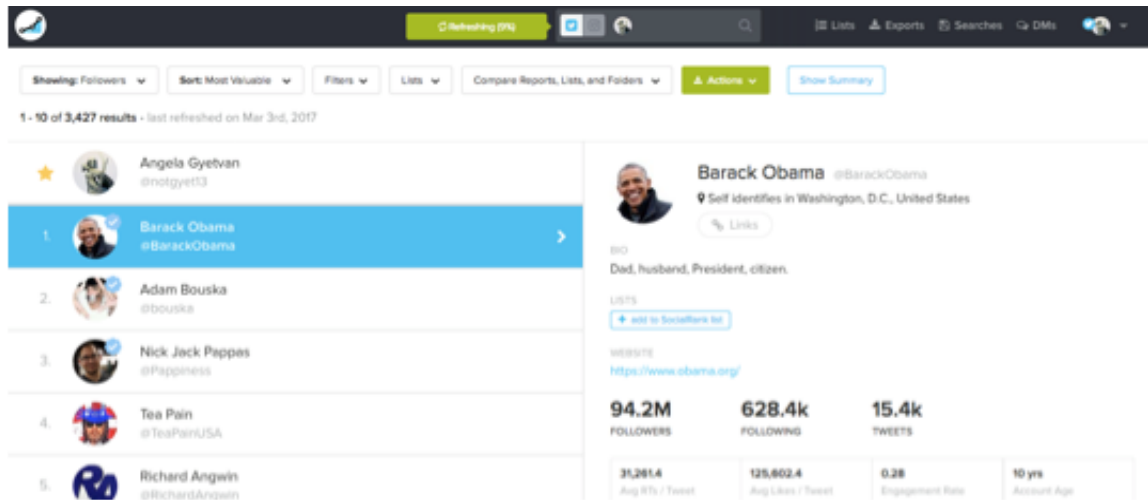 Refreshing (9%)
Lists Exports Searches DMs
Showing: Followers Sort: Most Valuable Filters Lists Compare Reports, Lists, and Folders Actions Show Summary
1 - 10 of 3,427 results - last refreshed on Mar 3rd, 2017
Angela Gyetvan
@notgyet13
1. Barack Obama
@BarackObama
2. Adam Bouska
@bouska
3. Nick Jack Pappas
@Pappiness
4. Tea Pain
@TeaPainUSA
5. Richard Angwin
@RichardAngwin
Barack Obama @BarackObama
Self identifies in Washington, D.C., United States
Links
BIO
Dad, husband, President, citizen.
LISTS
+ add to SocialRank list
WEBSITE
https://www.obama.org/
94.2M 628.4k 15.4k
FOLLOWERS FOLLOWING TWEETS
31,261.4 125,602.4 0.28 10 yrs
Avg RTs / Tweet Avg Likes / Tweet Engagement Rate Account Age